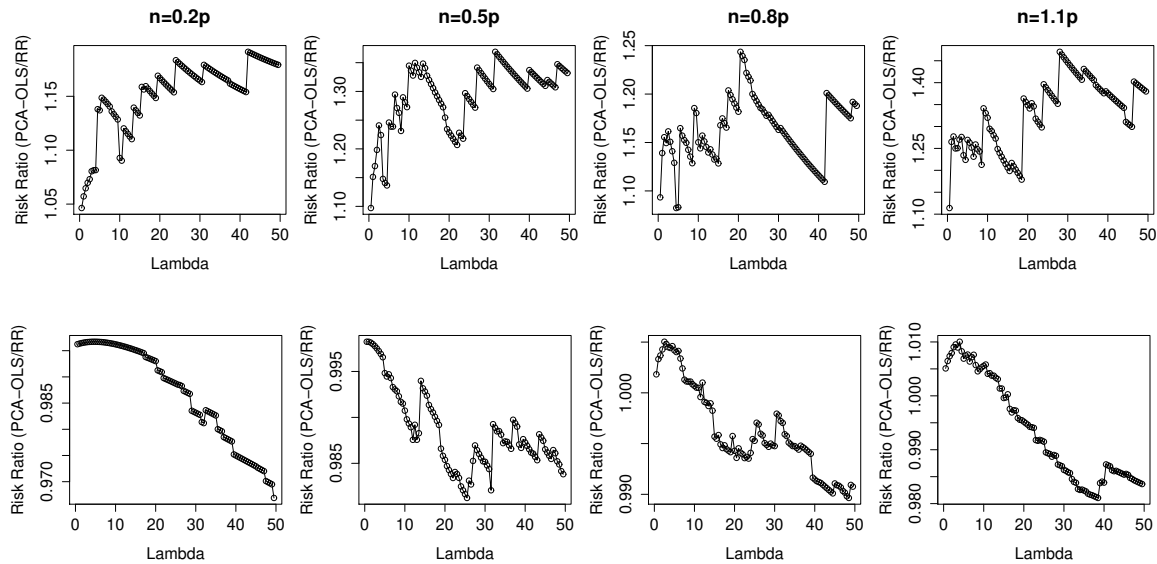 n=0.2p
Risk Ratio (PCA−OLS/RR)
1.05 1.15
0 10 20 30 40 50
Lambda
n=0.5p
Risk Ratio (PCA−OLS/RR)
1.10 1.20 1.30
0 10 20 30 40 50
Lambda
n=0.8p
Risk Ratio (PCA−OLS/RR)
1.10 1.15 1.20 1.25
0 10 20 30 40 50
Lambda
n=1.1p
Risk Ratio (PCA−OLS/RR)
1.10 1.25 1.40
0 10 20 30 40 50
Lambda
Risk Ratio (PCA−OLS/RR)
0.970 0.985
0 10 20 30 40 50
Lambda
Risk Ratio (PCA−OLS/RR)
0.985 0.995
0 10 20 30 40 50
Lambda
Risk Ratio (PCA−OLS/RR)
0.990 1.000
0 10 20 30 40 50
Lambda
Risk Ratio (PCA−OLS/RR)
0.980 0.990 1.000 1.010
0 10 20 30 40 50
Lambda